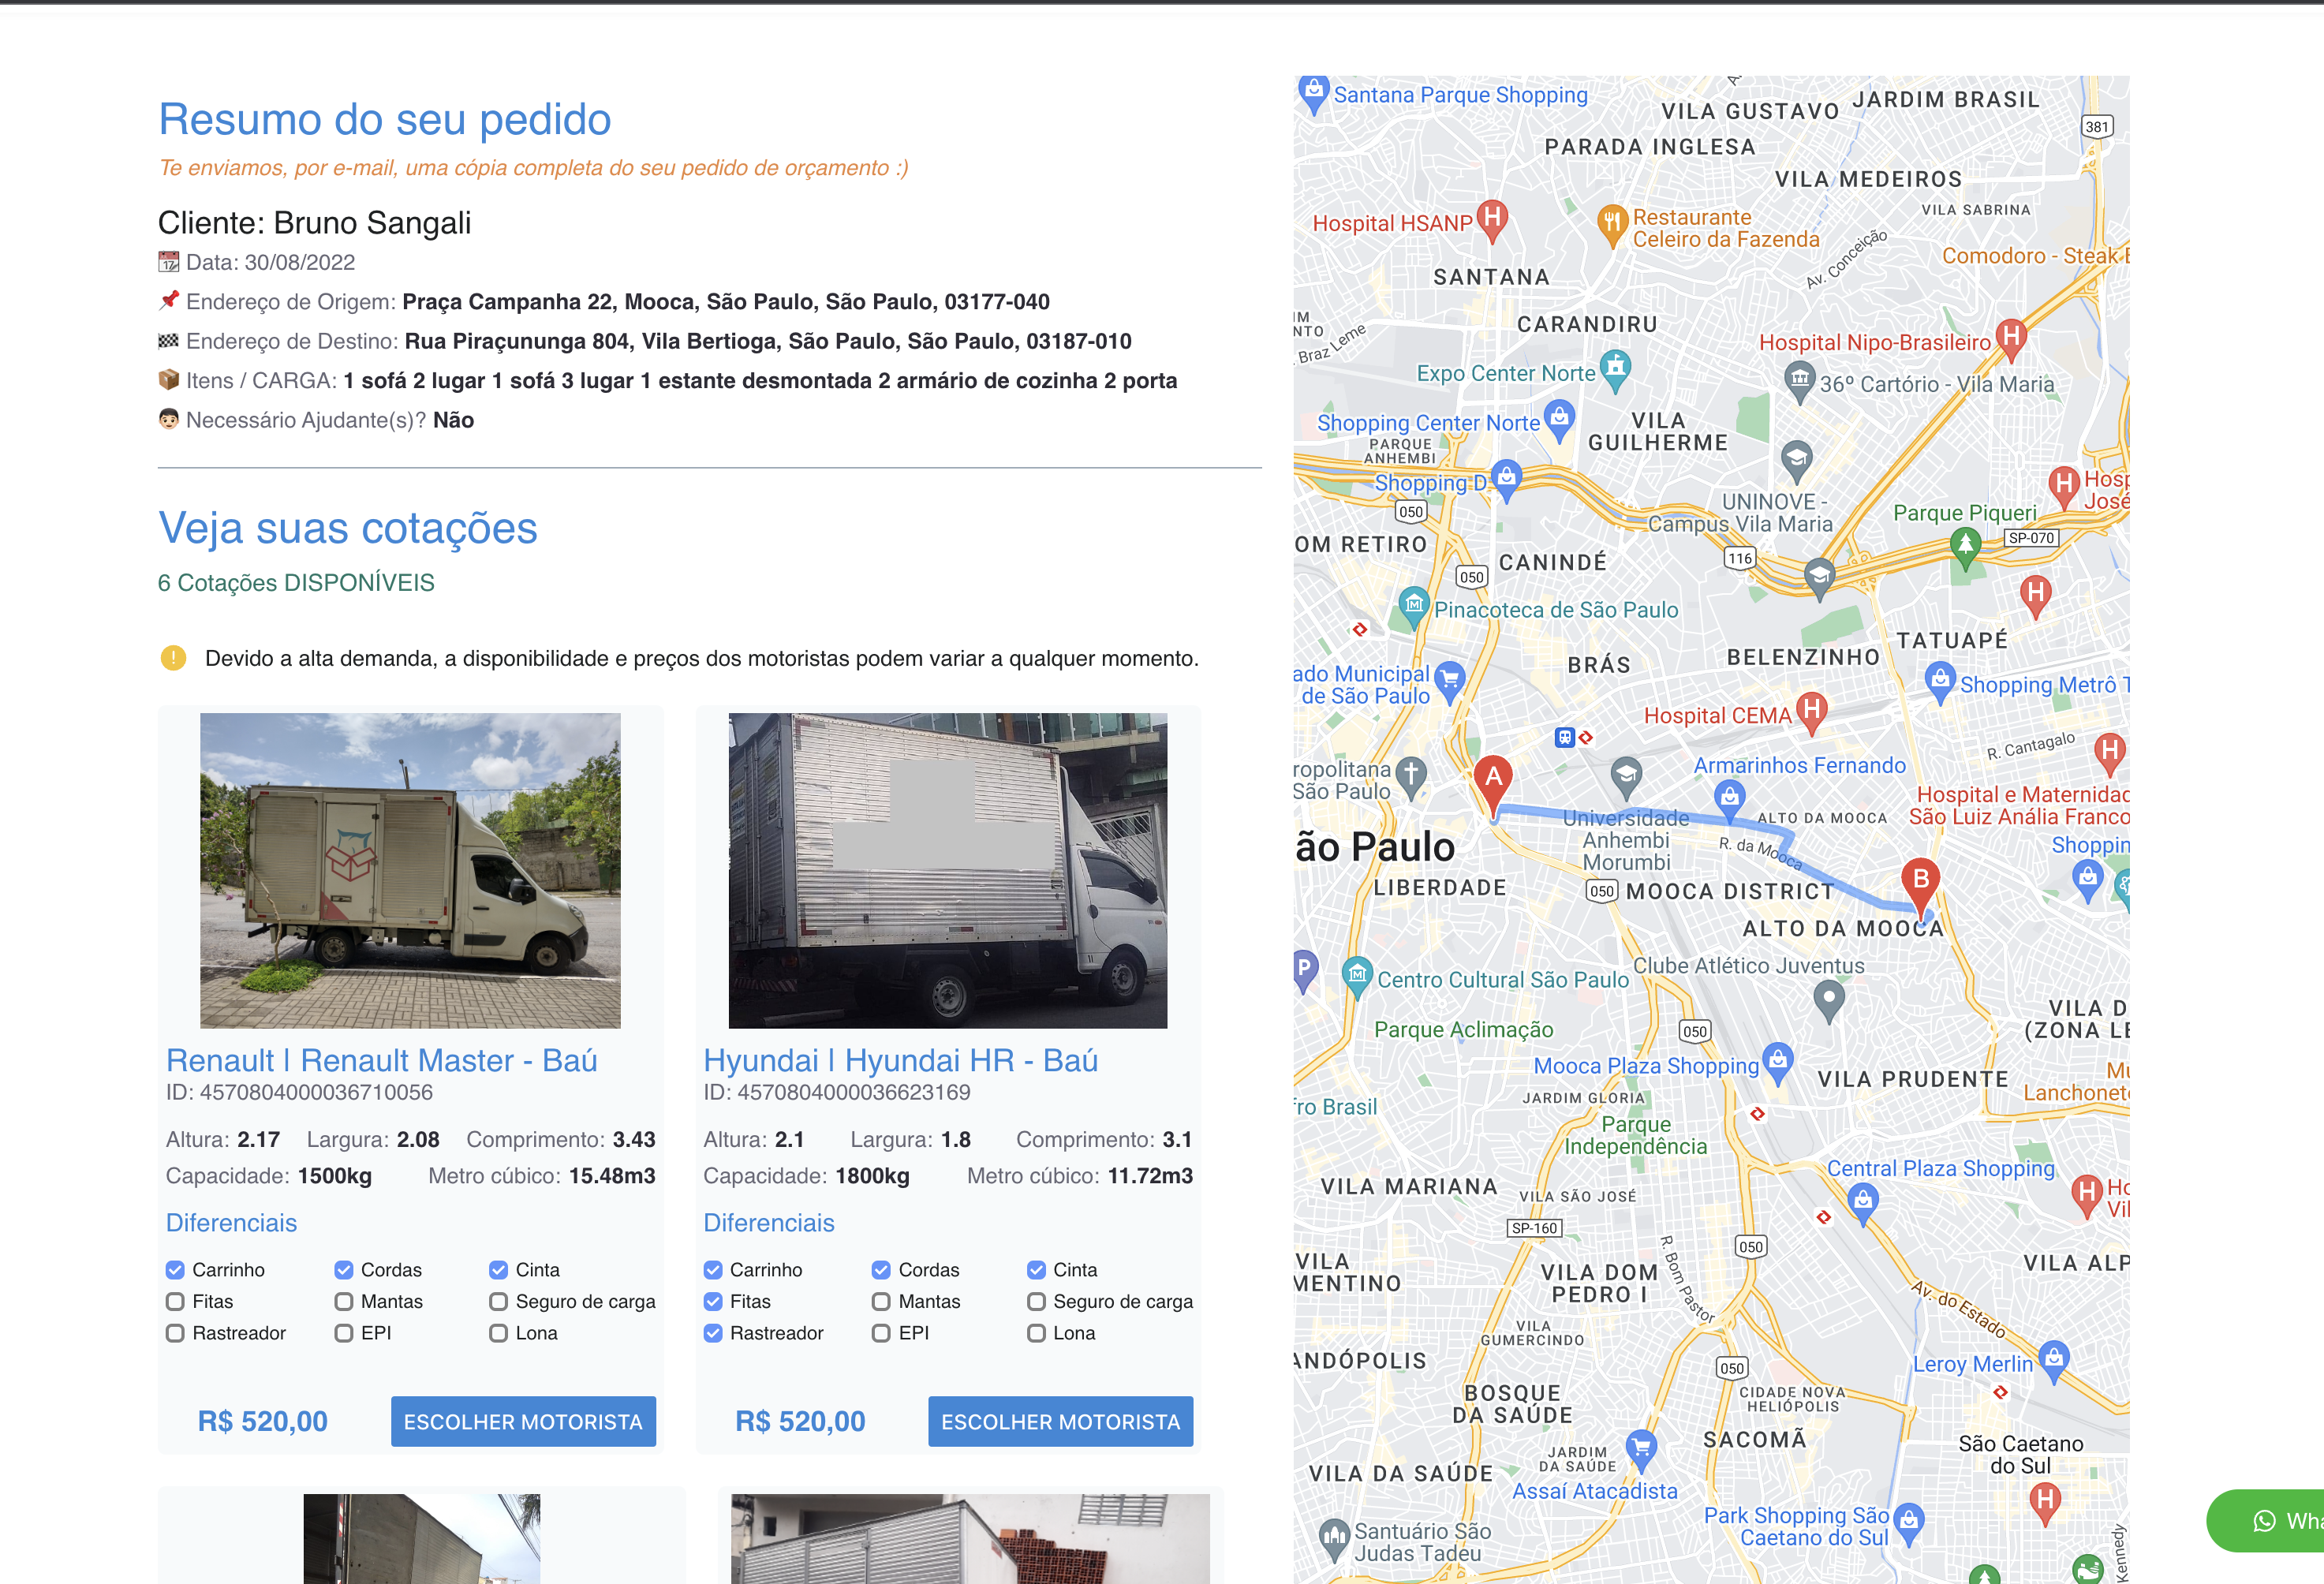 Resumo do seu pedido
Te enviamos, por e-mail, uma cópia completa do seu pedido de orçamento :)
Cliente: Bruno Sangali
Data: 30/08/2022
Endereço de Origem: Praça Campanha 22, Mooca, São Paulo, São Paulo, 03177-040
Endereço de Destino: Rua Piraçununga 804, Vila Bertioga, São Paulo, São Paulo, 03187-010
Itens / CARGA: 1 sofá 2 lugar 1 sofá 3 lugar 1 estante desmontada 2 armário de cozinha 2 porta
Necessário Ajudante(s)? Não
Veja suas cotações
6 Cotações DISPONÍVEIS
Devido a alta demanda, a disponibilidade e preços dos motoristas podem variar a qualquer momento.
Renault | Renault Master - Baú
ID: 4570804000036710056
Altura: 2.17 Largura: 2.08 Comprimento: 3.43
Capacidade: 1500kg Metro cúbico: 15.48m3
Diferenciais
Carrinho Cordas Cinta
Fitas Mantas Seguro de carga
Rastreador EPI Lona
R$ 520,00 ESCOLHER MOTORISTA
Hyundai | Hyundai HR - Baú
ID: 4570804000036623169
Altura: 2.1 Largura: 1.8 Comprimento: 3.1
Capacidade: 1800kg Metro cúbico: 11.72m3
Diferenciais
Carrinho Cordas Cinta
Fitas Mantas Seguro de carga
Rastreador EPI Lona
R$ 520,00 ESCOLHER MOTORISTA
Santana Parque Shopping
VILA GUSTAVO
JARDIM BRASIL
381
PARADA INGLESA
VILA MEDEIROS
VILA SABRINA
Hospital HSANP
Restaurante
Celeiro da Fazenda
Av. Conceição
Comodoro - Steak
SANTANA
CARANDIRU
Braz Leme
Hospital Nipo-Brasileiro
Expo Center Norte
36º Cartório - Vila Maria
Shopping Center Norte
VILA
GUILHERME
PARQUE
ANHEMBI
Shopping D
050
UNINOVE -
Campus Vila Maria
Parque Piqueri
SP-070
OM RETIRO
CANINDÉ
116
050
Pinacoteca de São Paulo
TATUAPÉ
BRÁS
BELENZINHO
ado Municipal
de São Paulo
Shopping Metrô
Hospital CEMA
R. Cantagalo
ropolitana
São Paulo
A
Armarinhos Fernando
Universidade
Anhembi
Morumbi
ALTO DA MOOCA
Hospital e Maternidad
São Luiz Anália Franco
ão Paulo
R. da Mooca
Shoppin
B
LIBERDADE
050
MOOCA DISTRICT
ALTO DA MOOCA
Centro Cultural São Paulo
Clube Atlético Juventus
VILA D
(ZONA LE
Parque Aclimação
050
Mooca Plaza Shopping
VILA PRUDENTE
Lanchonet
JARDIM GLORIA
ro Brasil
Parque
Independência
Central Plaza Shopping
VILA MARIANA
VILA SÃO JOSÉ
SP-160
050
VILA
MENTINO
VILA DOM
PEDRO I
R. Bom Pastor
VILA ALP
Av. do Estado
VILA
GUMERCINDO
ANDÓPOLIS
050
Leroy Merlin
BOSQUE
DA SAÚDE
CIDADE NOVA
HELIÓPOLIS
SACOMÃ
São Caetano
do Sul
JARDIM
DA SAÚDE
VILA DA SAÚDE
Assaí Atacadista
Park Shopping São
Caetano do Sul
Santuário São
Judas Tadeu
Kennedy
Wha